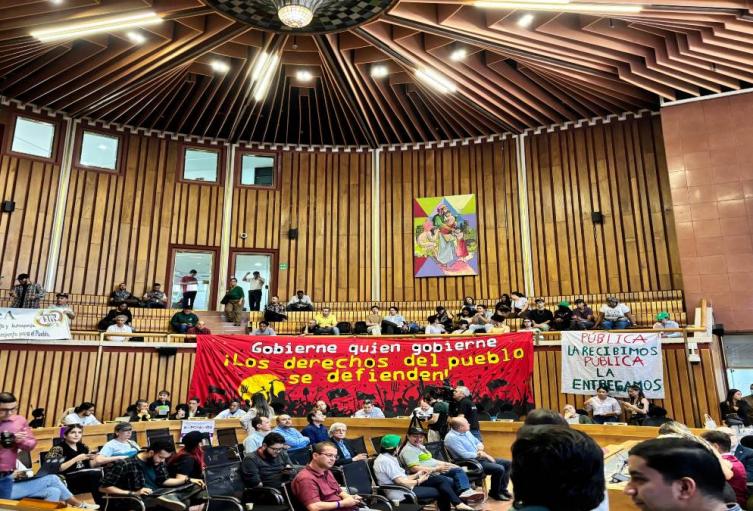 Gobierne quien gobierne
¡Los derechos del pueblo
se defienden!
PÚBLICA
LA RECIBIMOS
PÚBLICA
LA
ENTREGAMOS